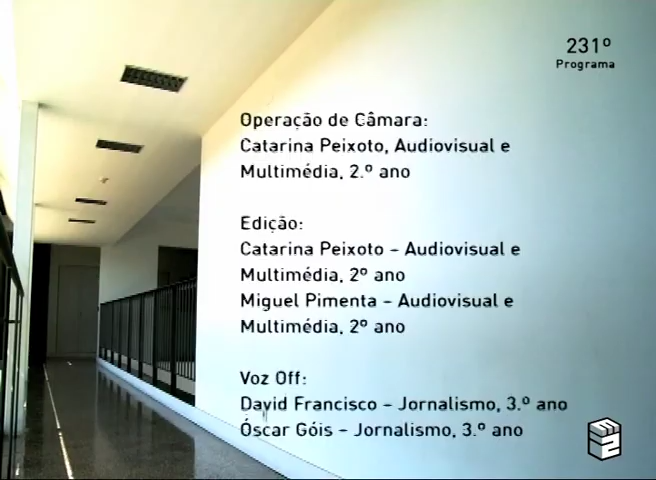 231º
Programa
Operação de Câmara:
Catarina Peixoto, Audiovisual e
Multimédia, 2.º ano
Edição:
Catarina Peixoto – Audiovisual e
Multimédia, 2º ano
Miguel Pimenta – Audiovisual e
Multimédia, 2º ano
Voz Off:
David Francisco – Jornalismo, 3.º ano
Óscar Góis – Jornalismo, 3.º ano